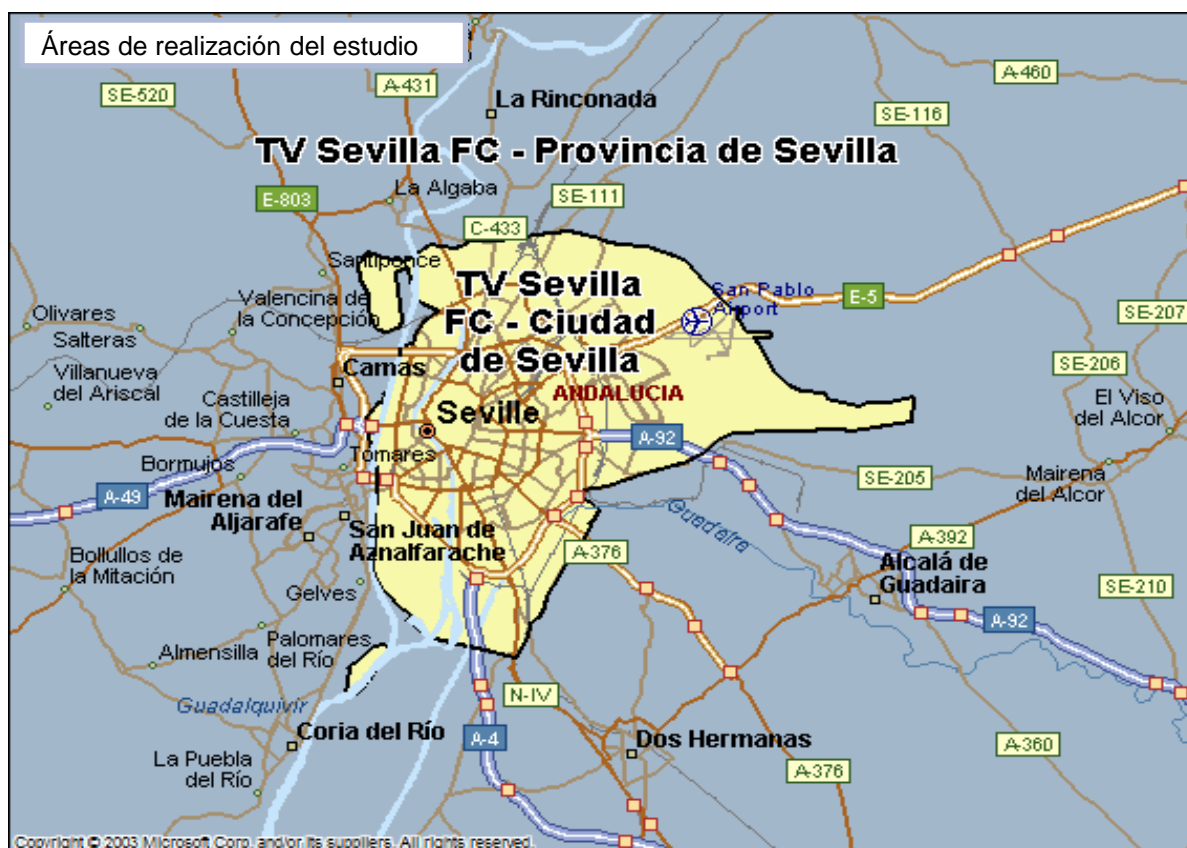 Áreas de realización del estudio
A-431
A-460
SE-520
SE-116
La Rinconada
TV Sevilla FC - Provincia de Sevilla
La Algaba
SE-111
E-803
C-433
Santiponce
TV Sevilla
FC - Ciudad
de Sevilla
San Pablo
Airport
E-5
Valencina de
la Concepción
Olivares
Salteras
SE-207
SE-206
Camas
Villanueva
del Ariscal
ANDALUCIA
Castilleja
de la Cuesta
El Viso
del Alcor
Seville
A-92
Tomares
Bormujos
SE-205
Mairena
del Alcor
A-49
Mairena del
Aljarafe
San Juan de
Aznalfarache
Guadaira
A-392
A-376
Bollullos de
la Mitación
Alcalá de
Guadaira
SE-210
Gelves
A-92
Palomares
del Río
Almensilla
N-IV
Guadalquivir
Coria del Río
A-4
Dos Hermanas
A-360
La Puebla
del Río
A-376
Copyright © 2003 Microsoft Corp. and/or its suppliers. All rights reserved.